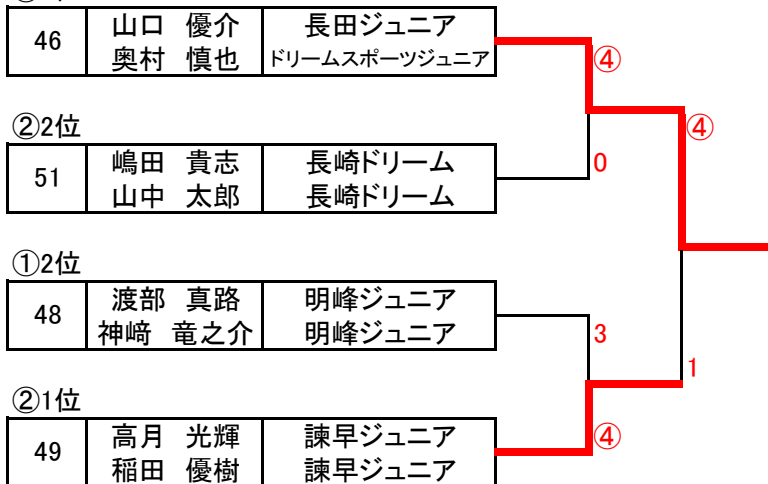 46 山口 優介 長田ジュニア
奥村 慎也 ドリームスポーツジュニア
④
②2位
④
51 嶋田 貴志 長崎ドリーム
山中 太郎 長崎ドリーム
0
①2位
48 渡部 真路 明峰ジュニア
神﨑 竜之介 明峰ジュニア
3
1
②1位
49 高月 光輝 諫早ジュニア
稲田 優樹 諫早ジュニア
④